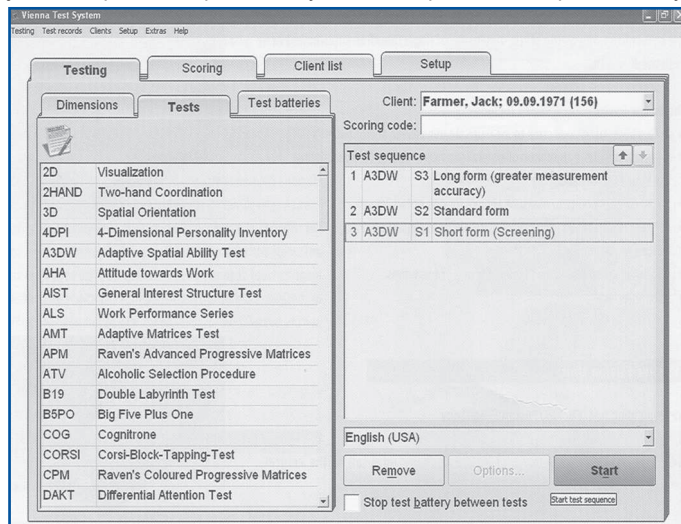 Vienna Test System
Testing Test records Clients Setup Extras Help
Testing Scoring Client list Setup
Dimensions Tests Test batteries
Client: Farmer, Jack; 09.09.1971 (156)
Scoring code:
2D Visualization
2HAND Two-hand Coordination
3D Spatial Orientation
4DPI 4-Dimensional Personality Inventory
A3DW Adaptive Spatial Ability Test
AHA Attitude towards Work
AIST General Interest Structure Test
ALS Work Performance Series
AMT Adaptive Matrices Test
APM Raven's Advanced Progressive Matrices
ATV Alcoholic Selection Procedure
B19 Double Labyrinth Test
B5PO Big Five Plus One
COG Cognitrone
CORSI Corsi-Block-Tapping-Test
CPM Raven's Coloured Progressive Matrices
DAKT Differential Attention Test
Test sequence
1 A3DW S3 Long form (greater measurement
accuracy)
2 A3DW S2 Standard form
3 A3DW S1 Short form (Screening)
English (USA)
Remove Options... Start
Stop test battery between tests
Start test sequence